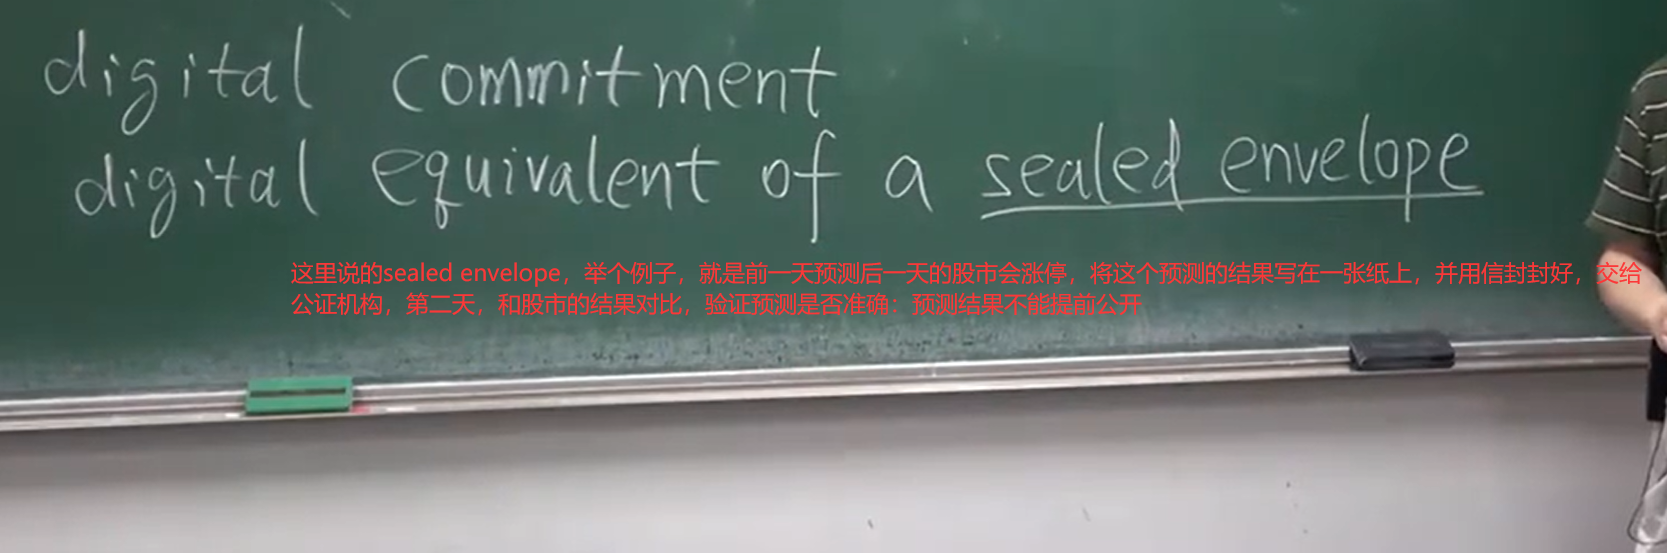 digital commitment
digital equivalent of a sealed envelope
这里说的sealed envelope，举个例子，就是前一天预测后一天的股市会涨停，将这个预测的结果写在一张纸上，并用信封封好，交给
公证机构，第二天，和股市的结果对比，验证预测是否准确：预测结果不能提前公开